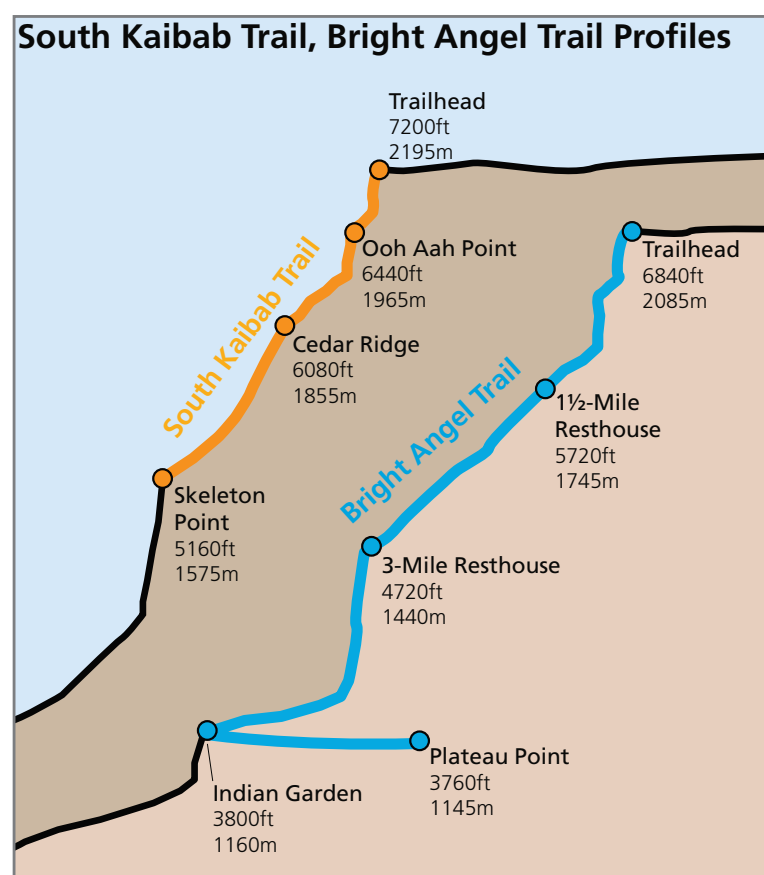 South Kaibab Trail, Bright Angel Trail Profiles
Trailhead
7200ft
2195m
Ooh Aah Point
6440ft
1965m
Cedar Ridge
6080ft
1855m
South Kaibab Trail
Skeleton
Point
5160ft
1575m
Trailhead
6840ft
2085m
1½-Mile
Resthouse
5720ft
1745m
Bright Angel Trail
3-Mile Resthouse
4720ft
1440m
Plateau Point
3760ft
1145m
Indian Garden
3800ft
1160m